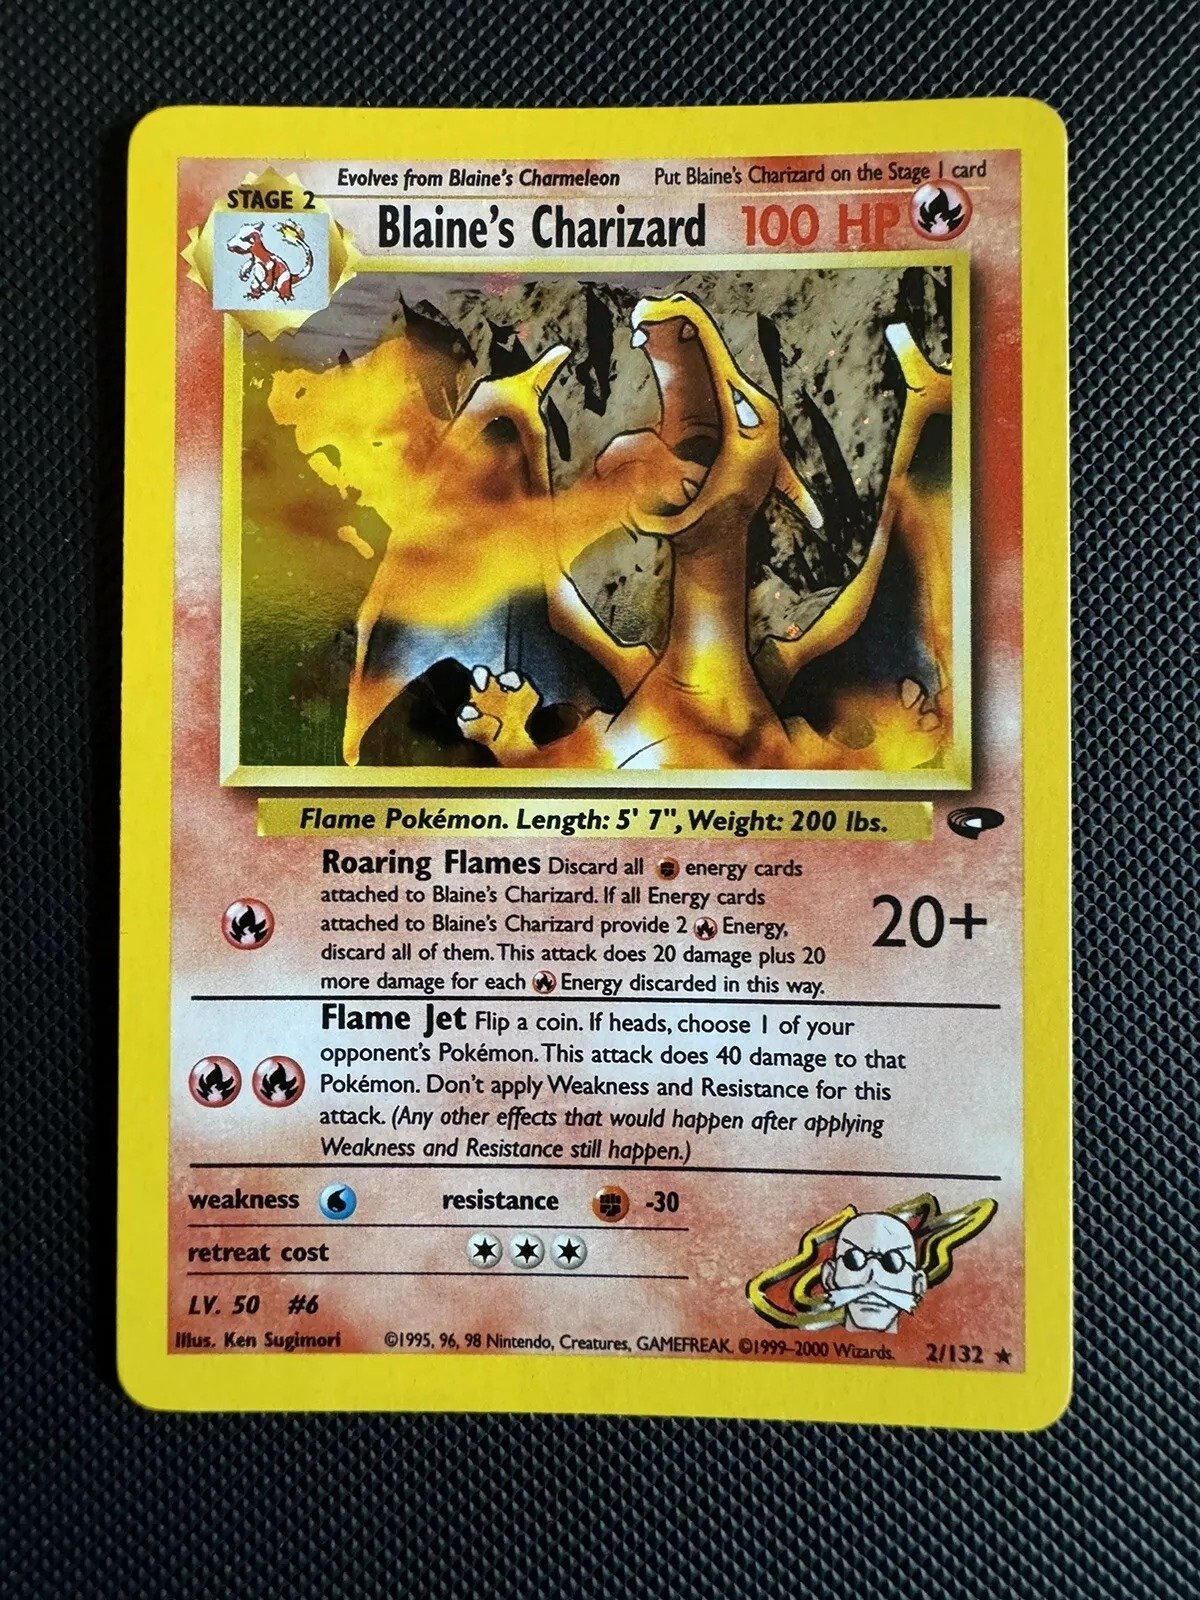 Evolves from Blaine's Charmeleon Put Blaine's Charizard on the Stage 1 card
STAGE 2
Blaine's Charizard 100 HP
Flame Pokémon. Length: 5' 7", Weight: 200 lbs.
Roaring Flames Discard all energy cards
attached to Blaine's Charizard. If all Energy cards
attached to Blaine's Charizard provide 2 Energy,
discard all of them. This attack does 20 damage plus 20
more damage for each Energy discarded in this way.
20+
Flame Jet Flip a coin. If heads, choose 1 of your
opponent's Pokémon. This attack does 40 damage to that
Pokémon. Don't apply Weakness and Resistance for this
attack. (Any other effects that would happen after applying
Weakness and Resistance still happen.)
weakness resistance -30
retreat cost
LV. 50 #6
Illus. Ken Sugimori ©1995, 96, 98 Nintendo, Creatures, GAMEFREAK. ©1999-2000 Wizards. 2/132 ★